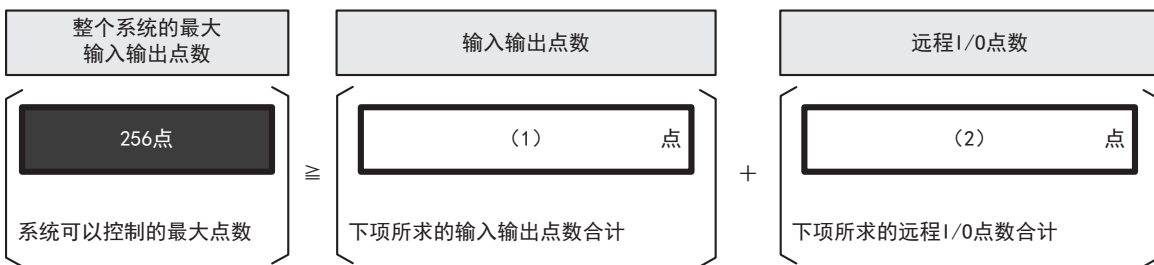 整个系统的最大
输入输出点数
输入输出点数
远程I/O点数
256点
≧
（1） 点
+
（2） 点
系统可以控制的最大点数
下项所求的输入输出点数合计
下项所求的远程I/O点数合计